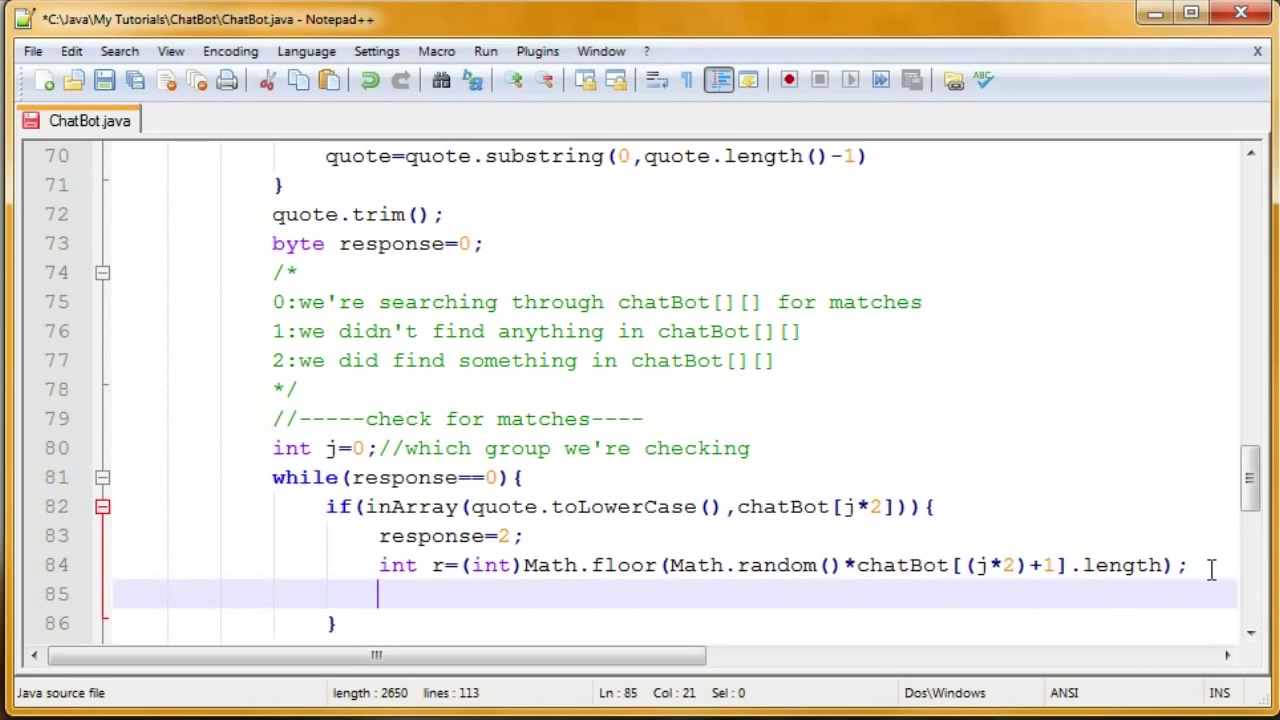 *C:\Java\My Tutorials\ChatBot\ChatBot.java - Notepad++
File Edit Search View Encoding Language Settings Macro Run Plugins Window ? X
ChatBot.java
70 quote=quote.substring(0,quote.length()-1)
71 }
72 quote.trim();
73 byte response=0;
74 /*
75 0:we're searching through chatBot[][] for matches
76 1:we didn't find anything in chatBot[][]
77 2:we did find something in chatBot[][]
78 */
79 //-----check for matches----
80 int j=0;//which group we're checking
81 while(response==0){
82 if(inArray(quote.toLowerCase(),chatBot[j*2])){
83 response=2;
84 int r=(int)Math.floor(Math.random()*chatBot[(j*2)+1].length);
85
86 }
Java source file length : 2650 lines : 113 Ln : 85 Col : 21 Sel : 0 Dos\Windows ANSI INS